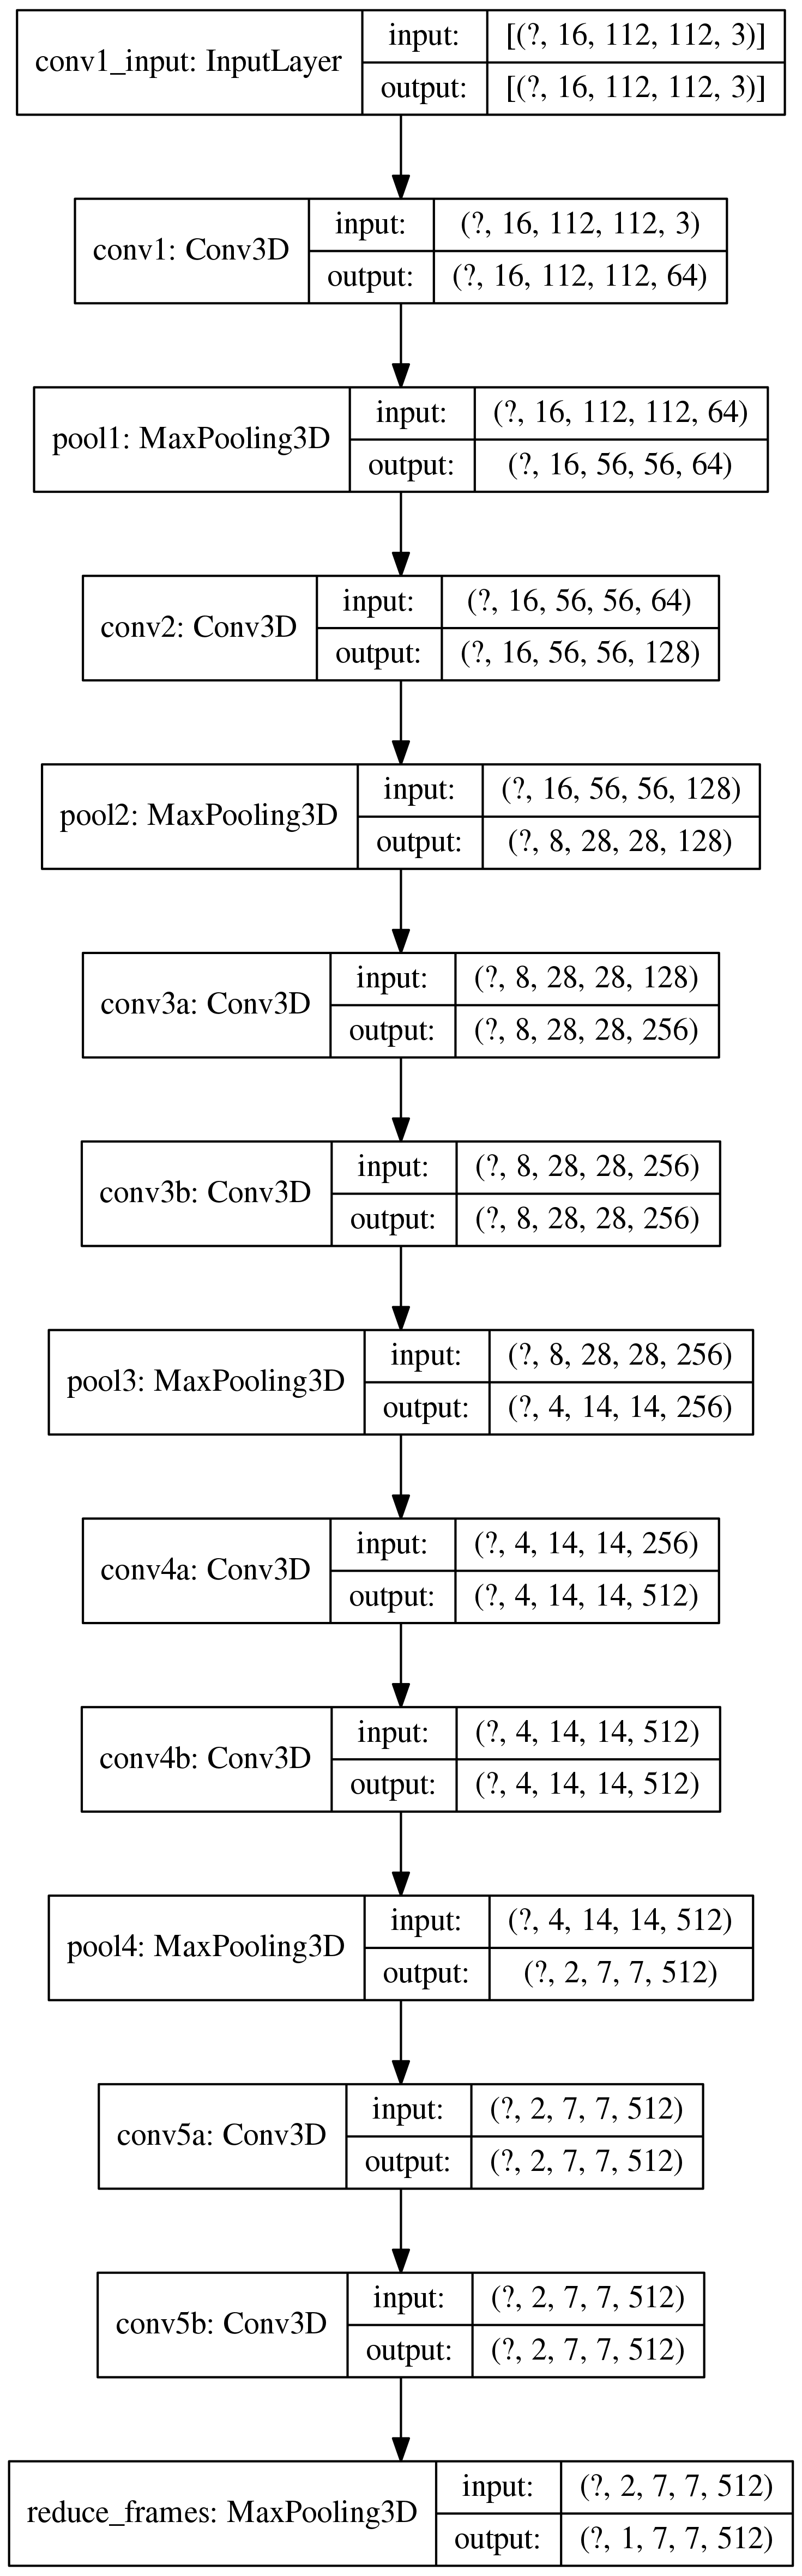 conv1_input: InputLayer
input:
[(?, 16, 112, 112, 3)]
output:
[(?, 16, 112, 112, 3)]
conv1: Conv3D
input:
(?, 16, 112, 112, 3)
output:
(?, 16, 112, 112, 64)
pool1: MaxPooling3D
input:
(?, 16, 112, 112, 64)
output:
(?, 16, 56, 56, 64)
conv2: Conv3D
input:
(?, 16, 56, 56, 64)
output:
(?, 16, 56, 56, 128)
pool2: MaxPooling3D
input:
(?, 16, 56, 56, 128)
output:
(?, 8, 28, 28, 128)
conv3a: Conv3D
input:
(?, 8, 28, 28, 128)
output:
(?, 8, 28, 28, 256)
conv3b: Conv3D
input:
(?, 8, 28, 28, 256)
output:
(?, 8, 28, 28, 256)
pool3: MaxPooling3D
input:
(?, 8, 28, 28, 256)
output:
(?, 4, 14, 14, 256)
conv4a: Conv3D
input:
(?, 4, 14, 14, 256)
output:
(?, 4, 14, 14, 512)
conv4b: Conv3D
input:
(?, 4, 14, 14, 512)
output:
(?, 4, 14, 14, 512)
pool4: MaxPooling3D
input:
(?, 4, 14, 14, 512)
output:
(?, 2, 7, 7, 512)
conv5a: Conv3D
input:
(?, 2, 7, 7, 512)
output:
(?, 2, 7, 7, 512)
conv5b: Conv3D
input:
(?, 2, 7, 7, 512)
output:
(?, 2, 7, 7, 512)
reduce_frames: MaxPooling3D
input:
(?, 2, 7, 7, 512)
output:
(?, 1, 7, 7, 512)